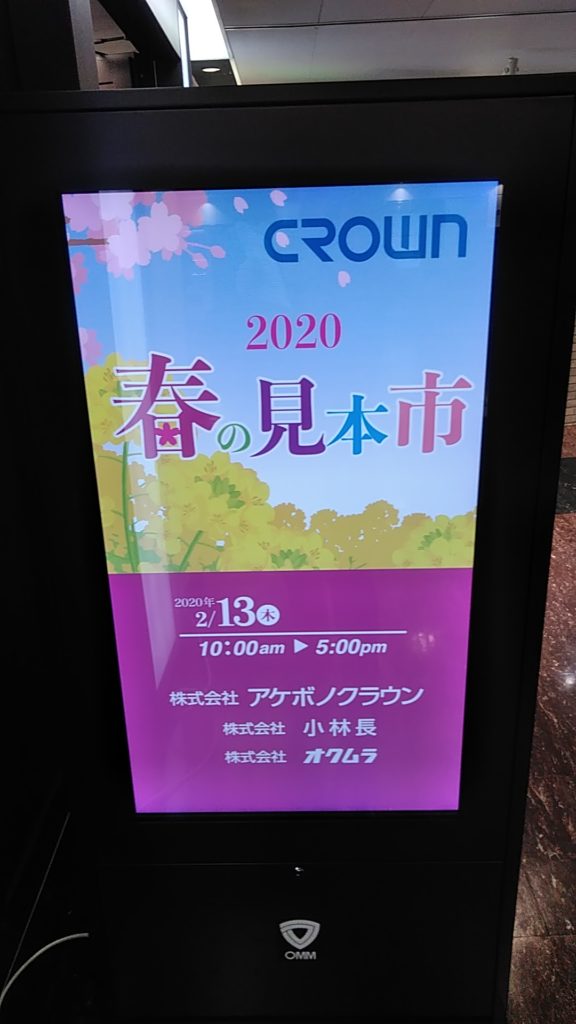 CROWN
2020
春の見本市
2020年
2/13木
10:00am ▶ 5:00pm
株式会社 アケボノクラウン
株式会社 小林長
株式会社 オクムラ
OMM